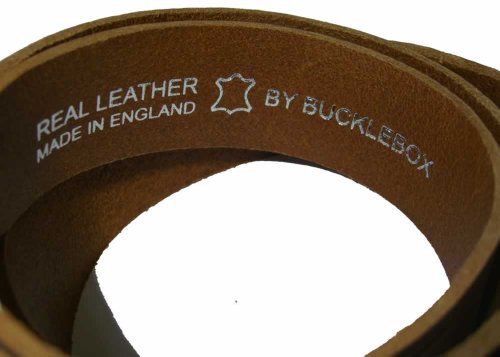 REAL LEATHER
MADE IN ENGLAND
BY BUCKLEBOX